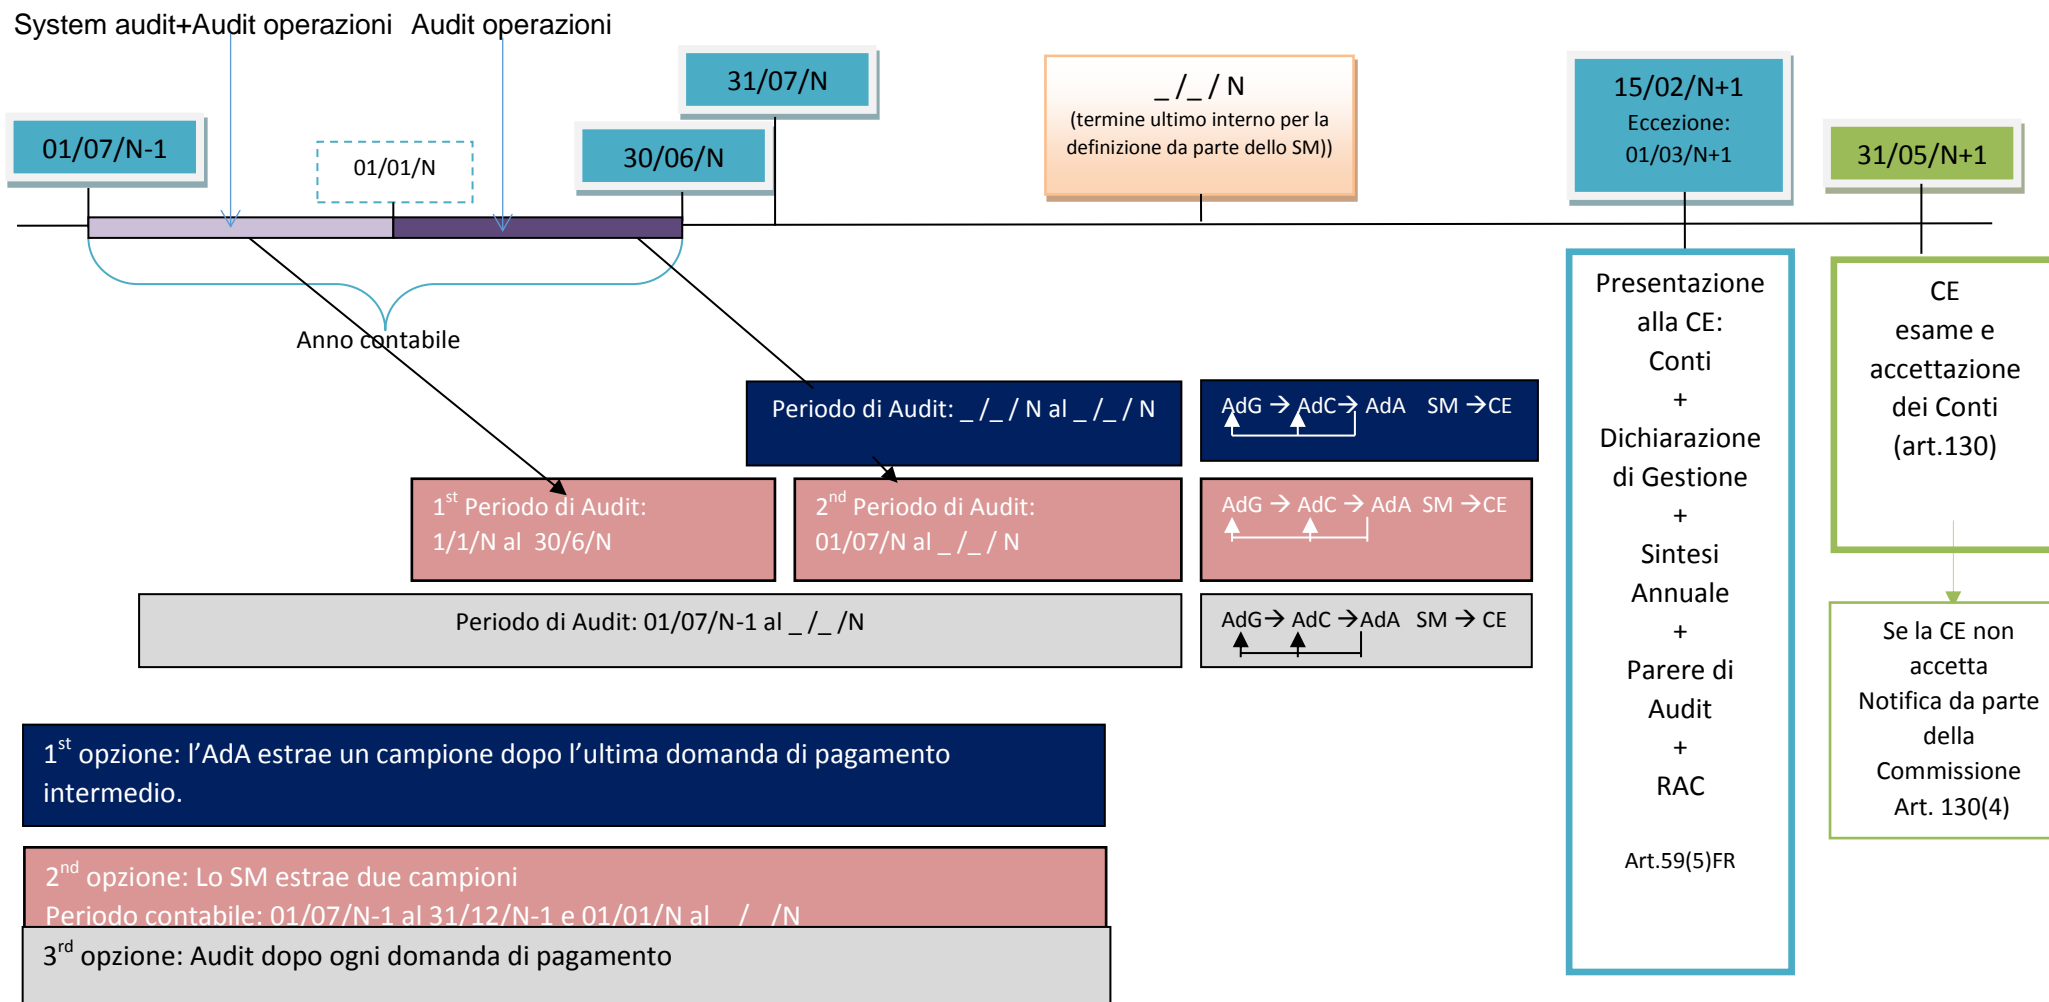 System audit+Audit operazioni
Audit operazioni
01/07/N-1
01/01/N
30/06/N
31/07/N
_ /_ / N
(termine ultimo interno per la
definizione da parte dello SM))
15/02/N+1
Eccezione:
01/03/N+1
31/05/N+1
Anno contabile
Periodo di Audit: _ /_ / N al _ /_ / N
AdG → AdC → AdA SM → CE
1st Periodo di Audit:
1/1/N al 30/6/N
2nd Periodo di Audit:
01/07/N al _ /_ / N
AdG → AdC → AdA SM → CE
Periodo di Audit: 01/07/N-1 al _ /_ /N
AdG → AdC → AdA SM → CE
Presentazione
alla CE:
Conti
+
Dichiarazione
di Gestione
+
Sintesi
Annuale
+
Parere di
Audit
+
RAC
Art.59(5)FR
CE
esame e
accettazione
dei Conti
(art.130)
Se la CE non
accetta
Notifica da parte
della
Commissione
Art. 130(4)
1st opzione: l’AdA estrae un campione dopo l’ultima domanda di pagamento
intermedio.
2nd opzione: Lo SM estrae due campioni
Periodo contabile: 01/07/N-1 al 31/12/N-1 e 01/01/N al _ /_ /N
3rd opzione: Audit dopo ogni domanda di pagamento